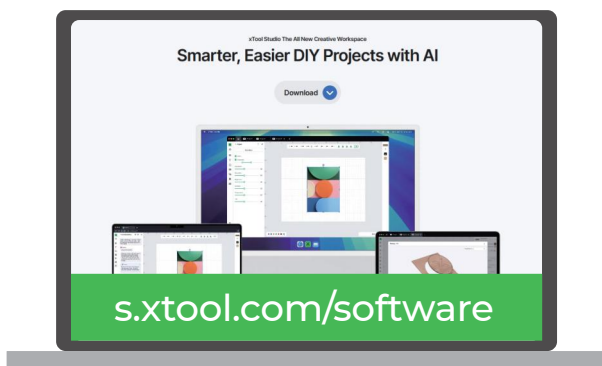 xTool Studio The All New Creative Workspace
Smarter, Easier DIY Projects with AI
Download
s.xtool.com/software